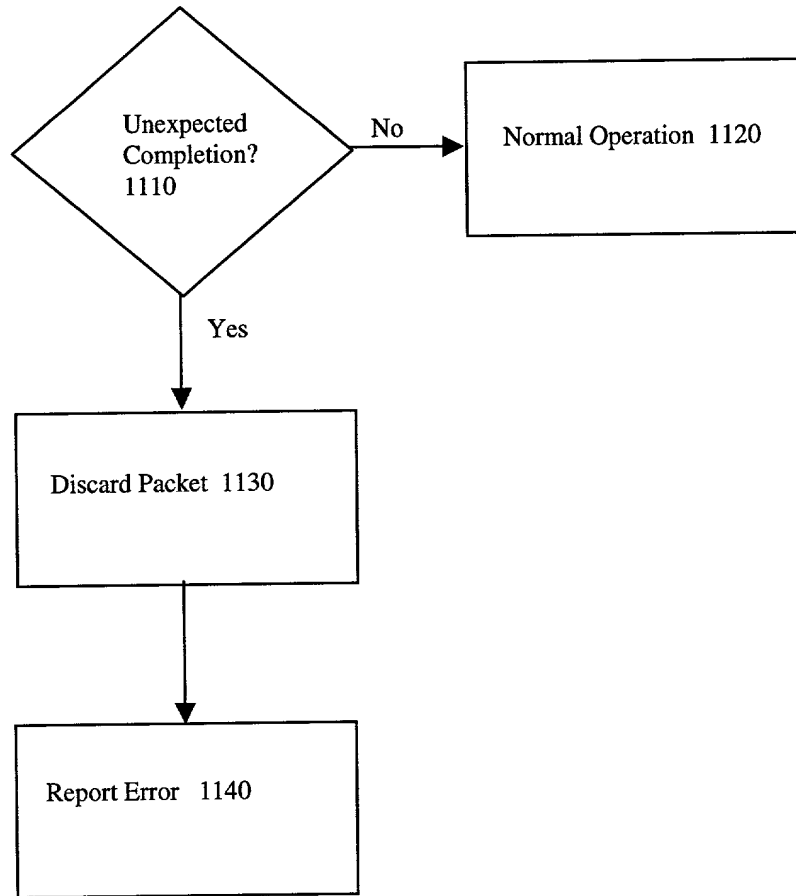 Unexpected
Completion?
1110
No
Normal Operation 1120
Yes
Discard Packet 1130
Report Error 1140